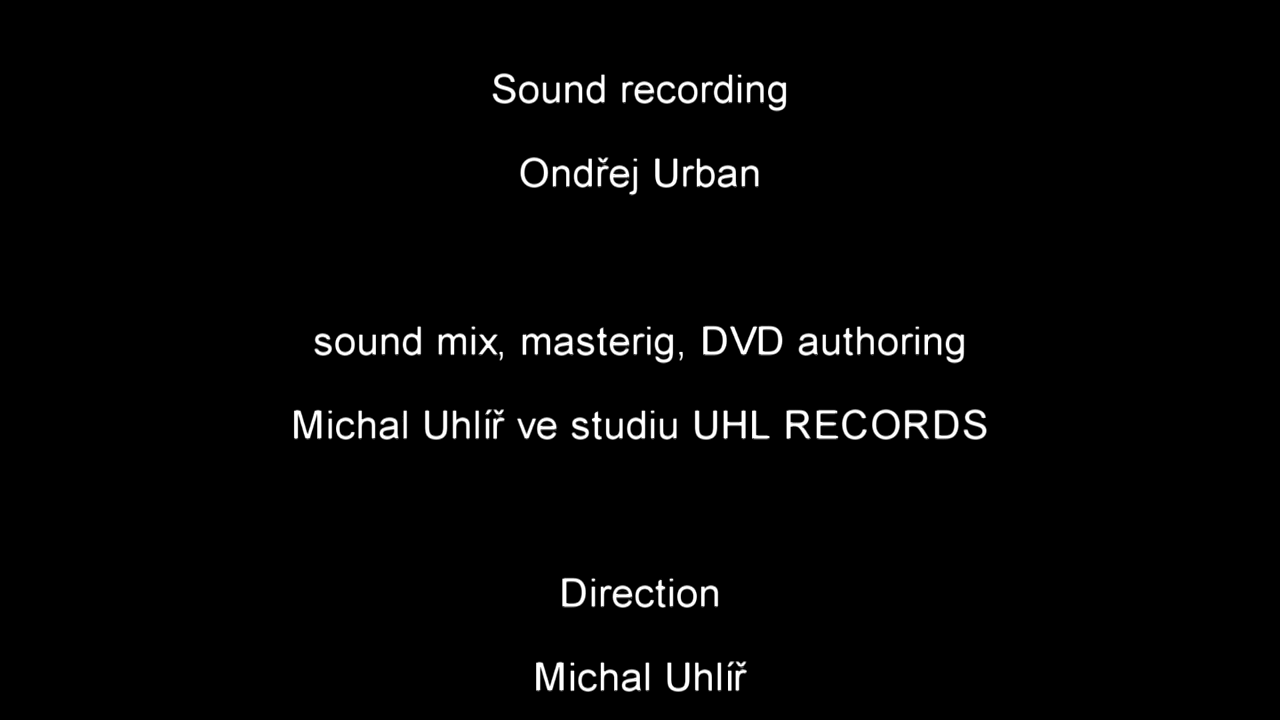 Sound recording
Ondřej Urban
sound mix, masterig, DVD authoring
Michal Uhlíř ve studiu UHL RECORDS
Direction
Michal Uhlíř